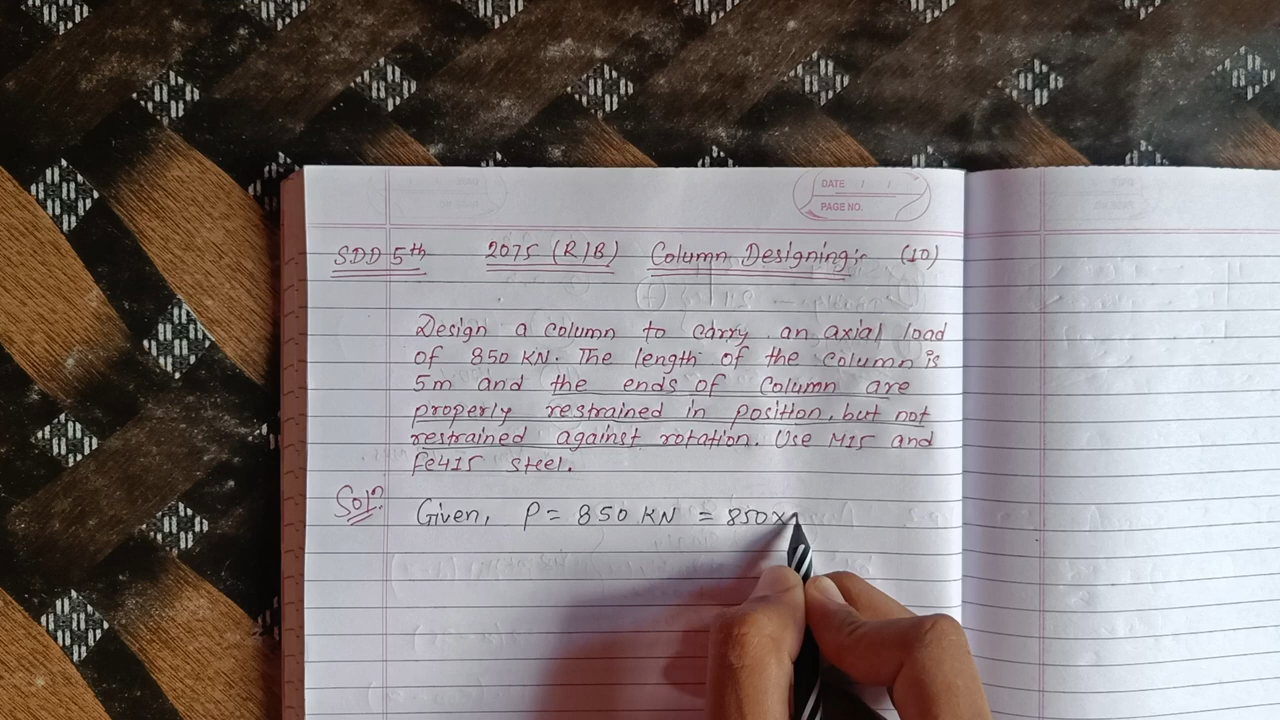 DATE / /
PAGE NO.
SDD 5th 2075 (R/B) Column Designing:- (10)
Design a column to carry an axial load
of 850 KN. The length of the column is
5m and the ends of column are
properly restrained in position, but not
restrained against rotation. Use M15 and
fe415 steel.
Solⁿ: Given, P = 850 KN = 850×1